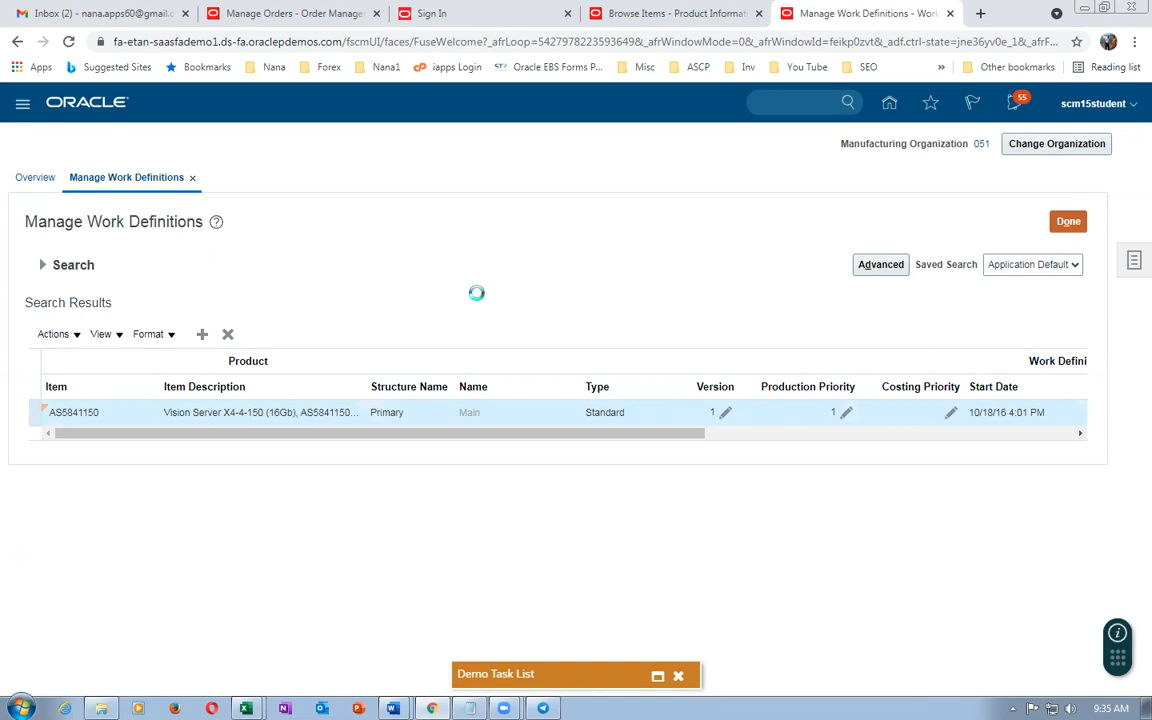 Inbox (2) - nana.apps60@gmail.c
Manage Orders - Order Manage
Sign In
Browse Items - Product Informat
Manage Work Definitions - Work
fa-etan-saasfademo1.ds-fa.oraclepdemos.com/fscmUI/faces/FuseWelcome?_afrLoop=5427978223593649&_afrWindowMode=0&_afrWindowId=feikp0zvt&_adf.ctrl-state=jne36yv0e_1&_afrF...
Apps
Suggested Sites
Bookmarks
Nana
Forex
Nana1
iapps Login
Oracle EBS Forms P...
Misc
ASCP
Inv
You Tube
SEO
»
Other bookmarks
Reading list
ORACLE
55
scm15student
Manufacturing Organization 051
Change Organization
Overview
Manage Work Definitions
Manage Work Definitions
Done
Search
Advanced
Saved Search
Application Default
Search Results
Actions
View
Format
Product
Work Defini
Item
Item Description
Structure Name
Name
Type
Version
Production Priority
Costing Priority
Start Date
AS5841150
Vision Server X4-4-150 (16Gb), AS5841150...
Primary
Main
Standard
1
1
10/18/16 4:01 PM
Demo Task List
9:35 AM